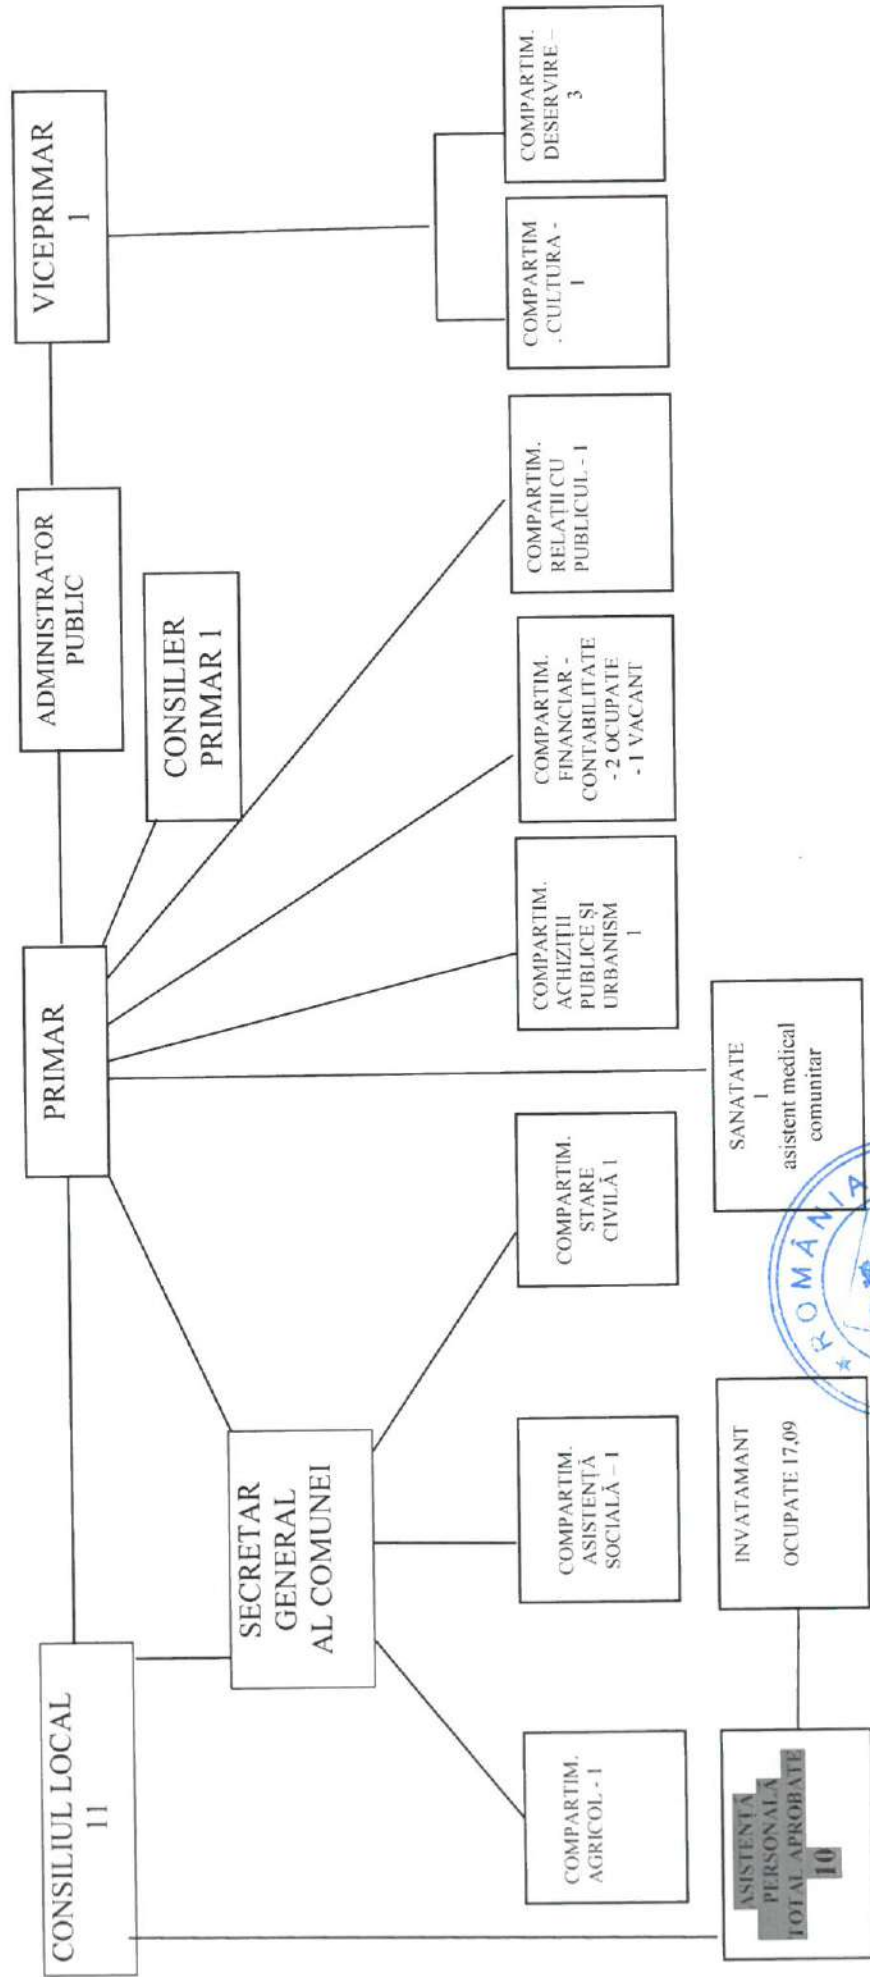 CONSILIUL LOCAL
11
PRIMAR
ADMINISTRATOR
PUBLIC
VICEPRIMAR
1
CONSILIER
PRIMAR 1
SECRETAR
GENERAL
AL COMUNEI
COMPARTIM.
AGRICOL - 1
COMPARTIM.
ASISTENȚĂ
SOCIALĂ – 1
COMPARTIM.
STARE
CIVILĂ 1
COMPARTIM.
ACHIZIȚII
PUBLICE ȘI
URBANISM
1
COMPARTIM.
FINANCIAR -
CONTABILITATE
- 2 OCUPATE
- 1 VACANT
COMPARTIM.
RELAȚII CU
PUBLICUL - 1
COMPARTIM
. CULTURA -
1
COMPARTIM.
DESERVIRE –
3
ASISTENȚĂ
PERSONALĂ
TOTAL APROBATE
10
INVATAMANT
OCUPATE 17,09
SANATATE
1
asistent medical
comunitar
* ROMÂNIA